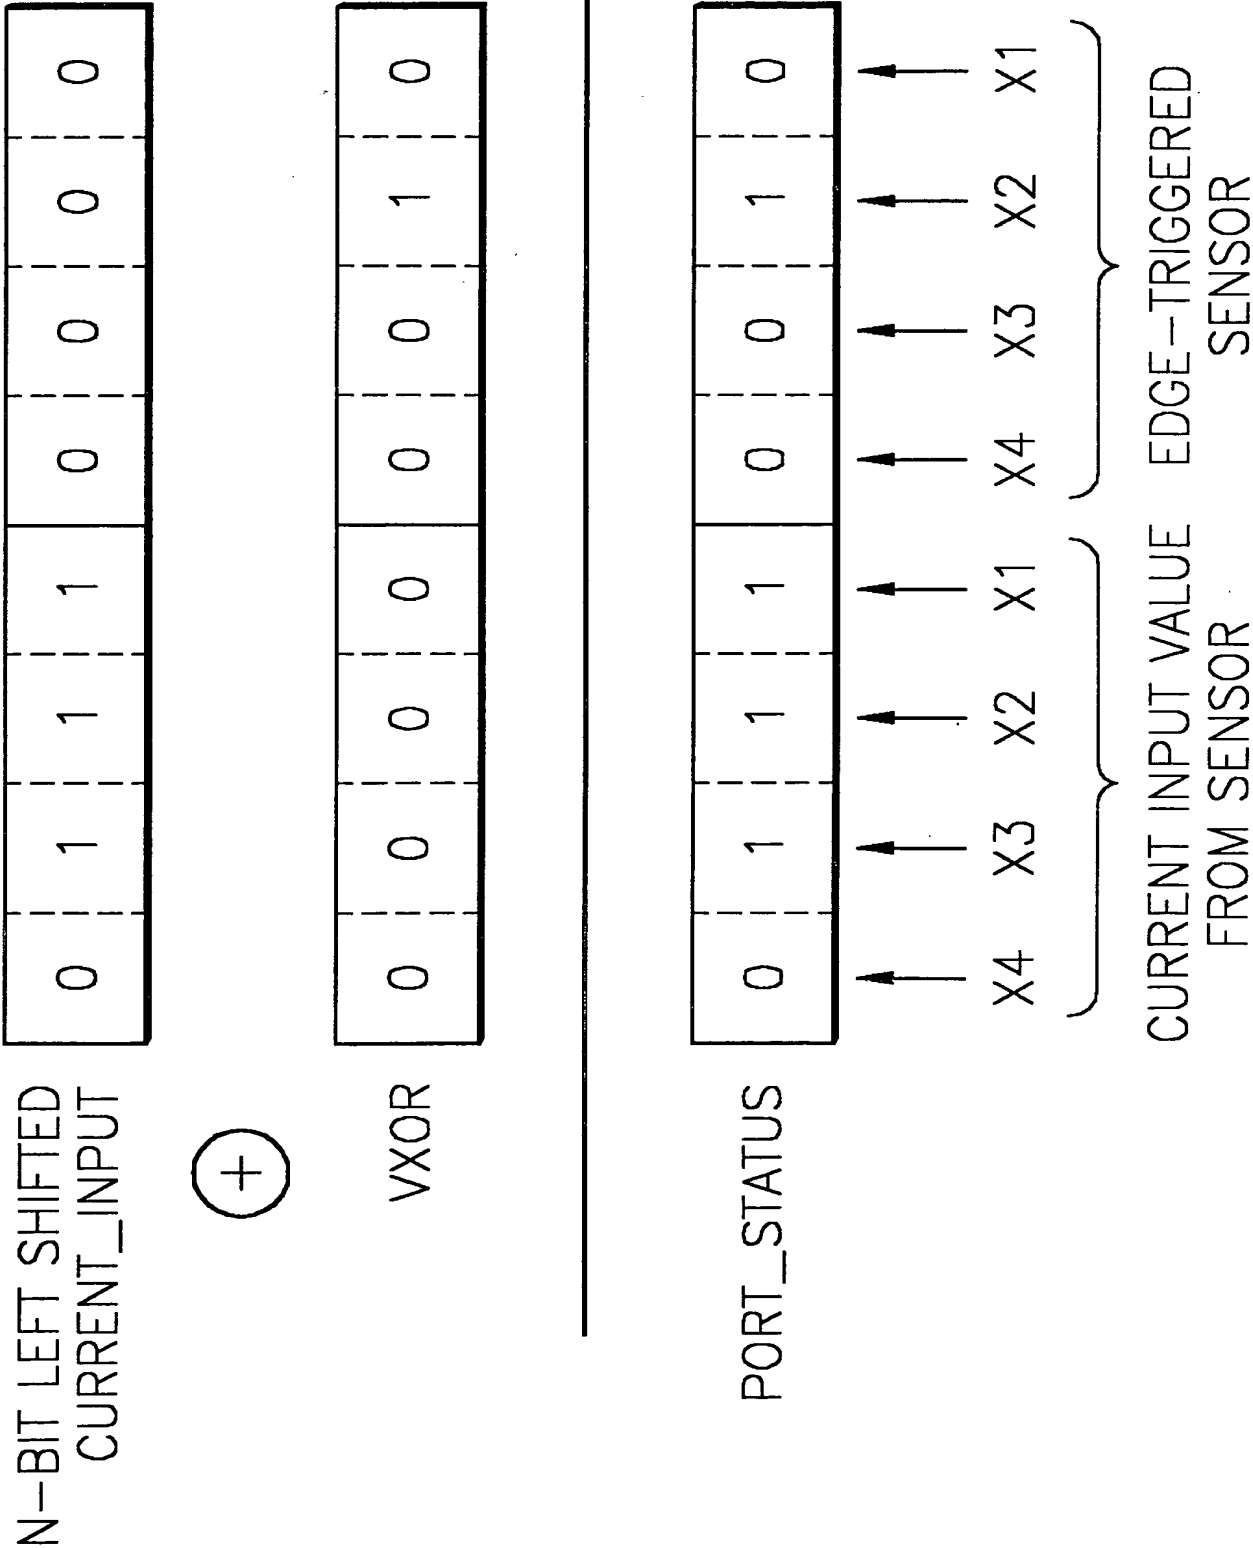 N-BIT LEFT SHIFTED
CURRENT_INPUT
0 1 1 1 0 0 0 0
+
VXOR
0 0 0 0 0 0 1 0
PORT_STATUS
0 1 1 1 0 0 1 0
X4 X3 X2 X1 X4 X3 X2 X1
CURRENT INPUT VALUE
FROM SENSOR
EDGE-TRIGGERED
SENSOR